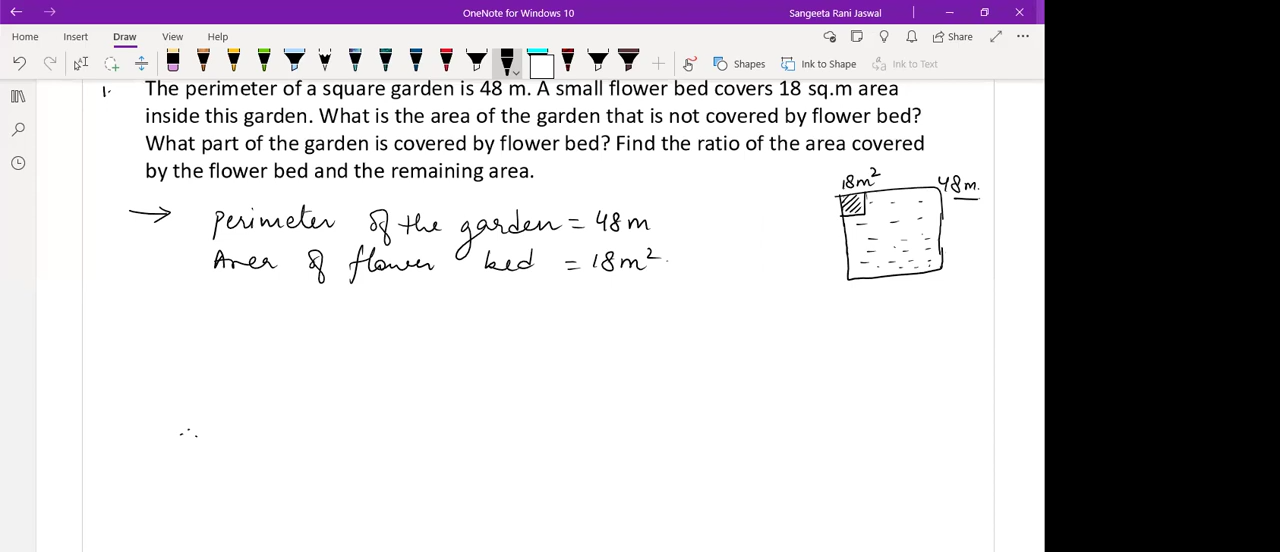 OneNote for Windows 10
Sangeeta Rani Jaswal
Home Insert Draw View Help
Share
Shapes
Ink to Shape
Ink to Text
1. The perimeter of a square garden is 48 m. A small flower bed covers 18 sq.m area
inside this garden. What is the area of the garden that is not covered by flower bed?
What part of the garden is covered by flower bed? Find the ratio of the area covered
by the flower bed and the remaining area.
18m² 48m.
→ Perimeter of the garden = 48m
Area of flower bed = 18m².
∴